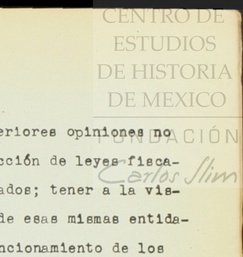 CENTRO DE
ESTUDIOS
DE HISTORIA
DE MEXICO
eriores opiniones no
FUNDACIÓN
cción de leyes fisca-
Carlos Slim
ados; tener a la vis-
de esas mismas entida-
ncionamiento de los